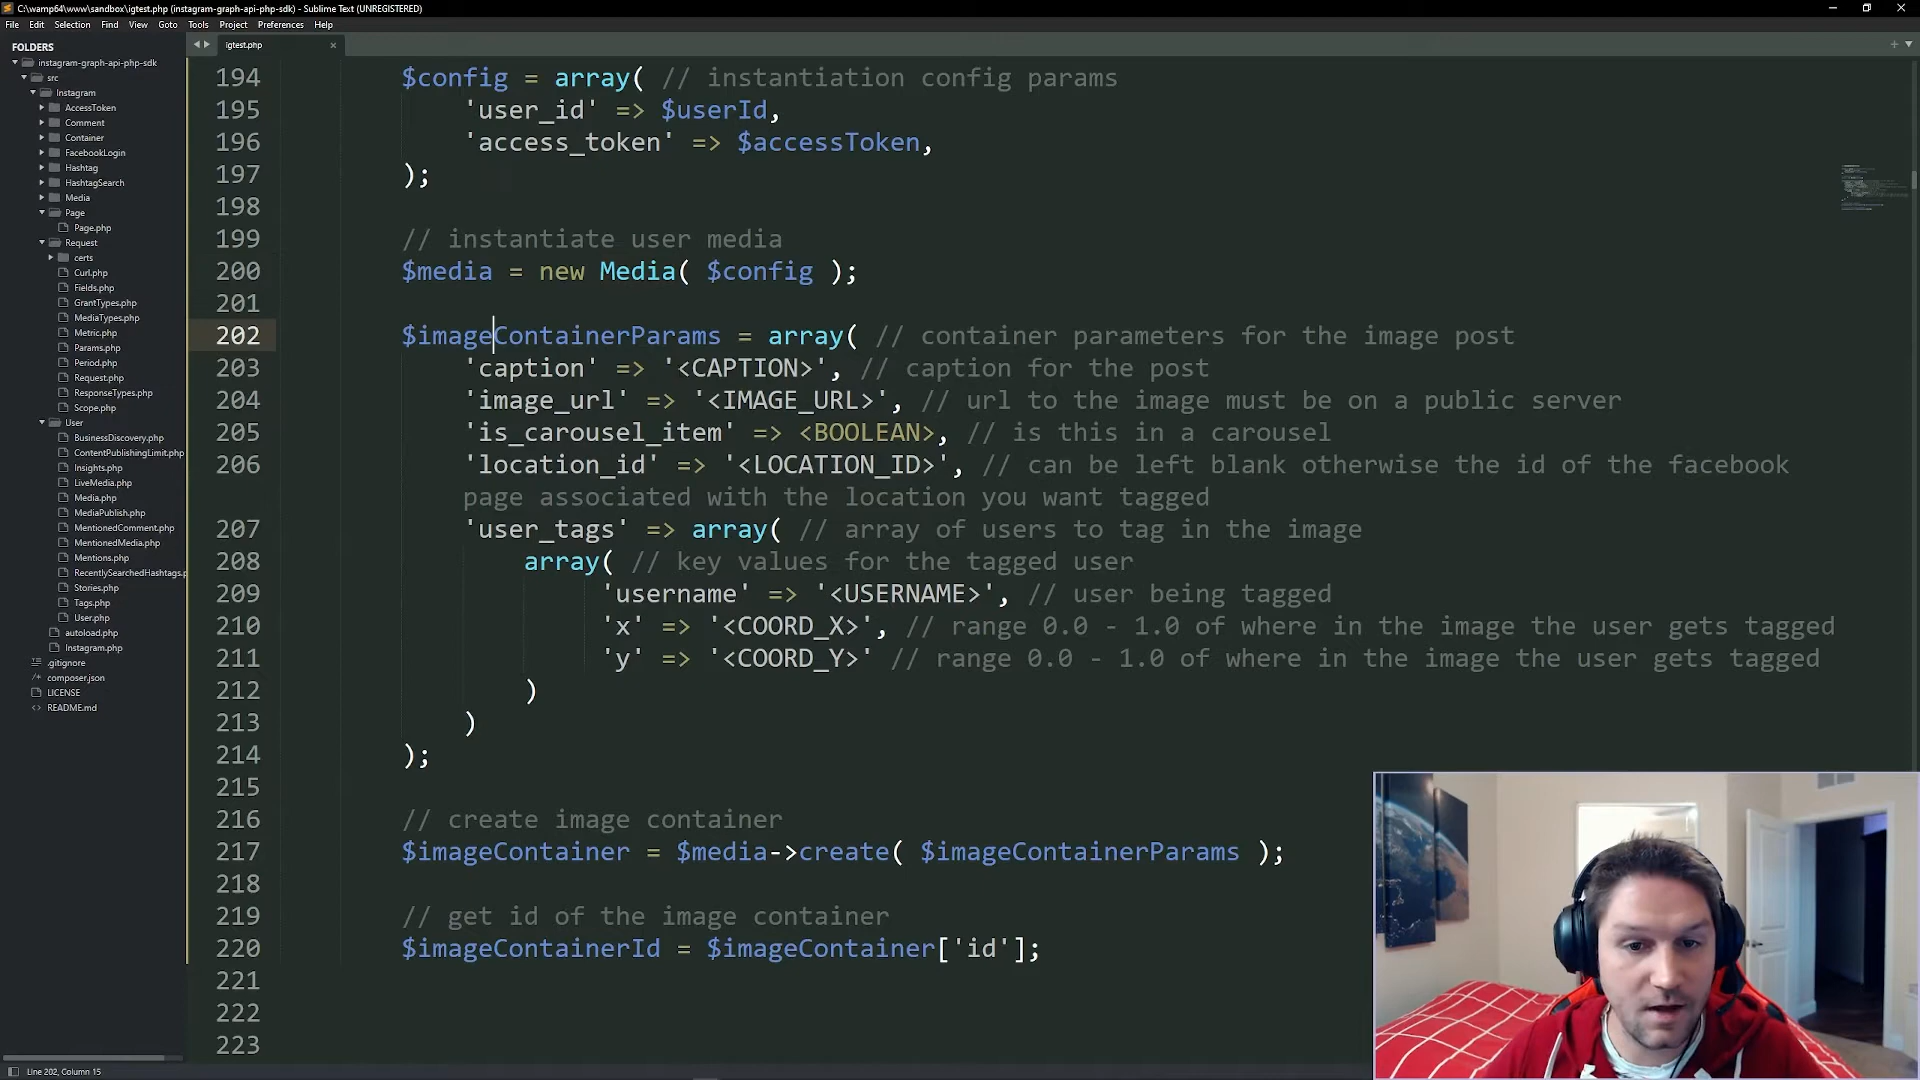 C:\wamp64\www\sandbox\igtest.php (instagram-graph-api-php-sdk) - Sublime Text (UNREGISTERED)
File Edit Selection Find View Goto Tools Project Preferences Help
FOLDERS
instagram-graph-api-php-sdk
src
Instagram
AccessToken
Comment
Container
FacebookLogin
Hashtag
HashtagSearch
Media
Page
Page.php
Request
certs
Curl.php
Fields.php
GrantTypes.php
MediaTypes.php
Metric.php
Params.php
Period.php
Request.php
ResponseTypes.php
Scope.php
User
BusinessDiscovery.php
ContentPublishingLimit.php
Insights.php
LiveMedia.php
Media.php
MediaPublish.php
MentionedComment.php
MentionedMedia.php
Mentions.php
RecentlySearchedHashtags.p
Stories.php
Tags.php
User.php
autoload.php
Instagram.php
.gitignore
composer.json
LICENSE
README.md
igtest.php
194 $config = array( // instantiation config params
195 'user_id' => $userId,
196 'access_token' => $accessToken,
197 );
198
199 // instantiate user media
200 $media = new Media( $config );
201
202 $imageContainerParams = array( // container parameters for the image post
203 'caption' => '<CAPTION>', // caption for the post
204 'image_url' => '<IMAGE_URL>', // url to the image must be on a public server
205 'is_carousel_item' => <BOOLEAN>, // is this in a carousel
206 'location_id' => '<LOCATION_ID>', // can be left blank otherwise the id of the facebook
page associated with the location you want tagged
207 'user_tags' => array( // array of users to tag in the image
208 array( // key values for the tagged user
209 'username' => '<USERNAME>', // user being tagged
210 'x' => '<COORD_X>', // range 0.0 - 1.0 of where in the image the user gets tagged
211 'y' => '<COORD_Y>' // range 0.0 - 1.0 of where in the image the user gets tagged
212 )
213 )
214 );
215
216 // create image container
217 $imageContainer = $media->create( $imageContainerParams );
218
219 // get id of the image container
220 $imageContainerId = $imageContainer['id'];
221
222
223
Line 202, Column 15